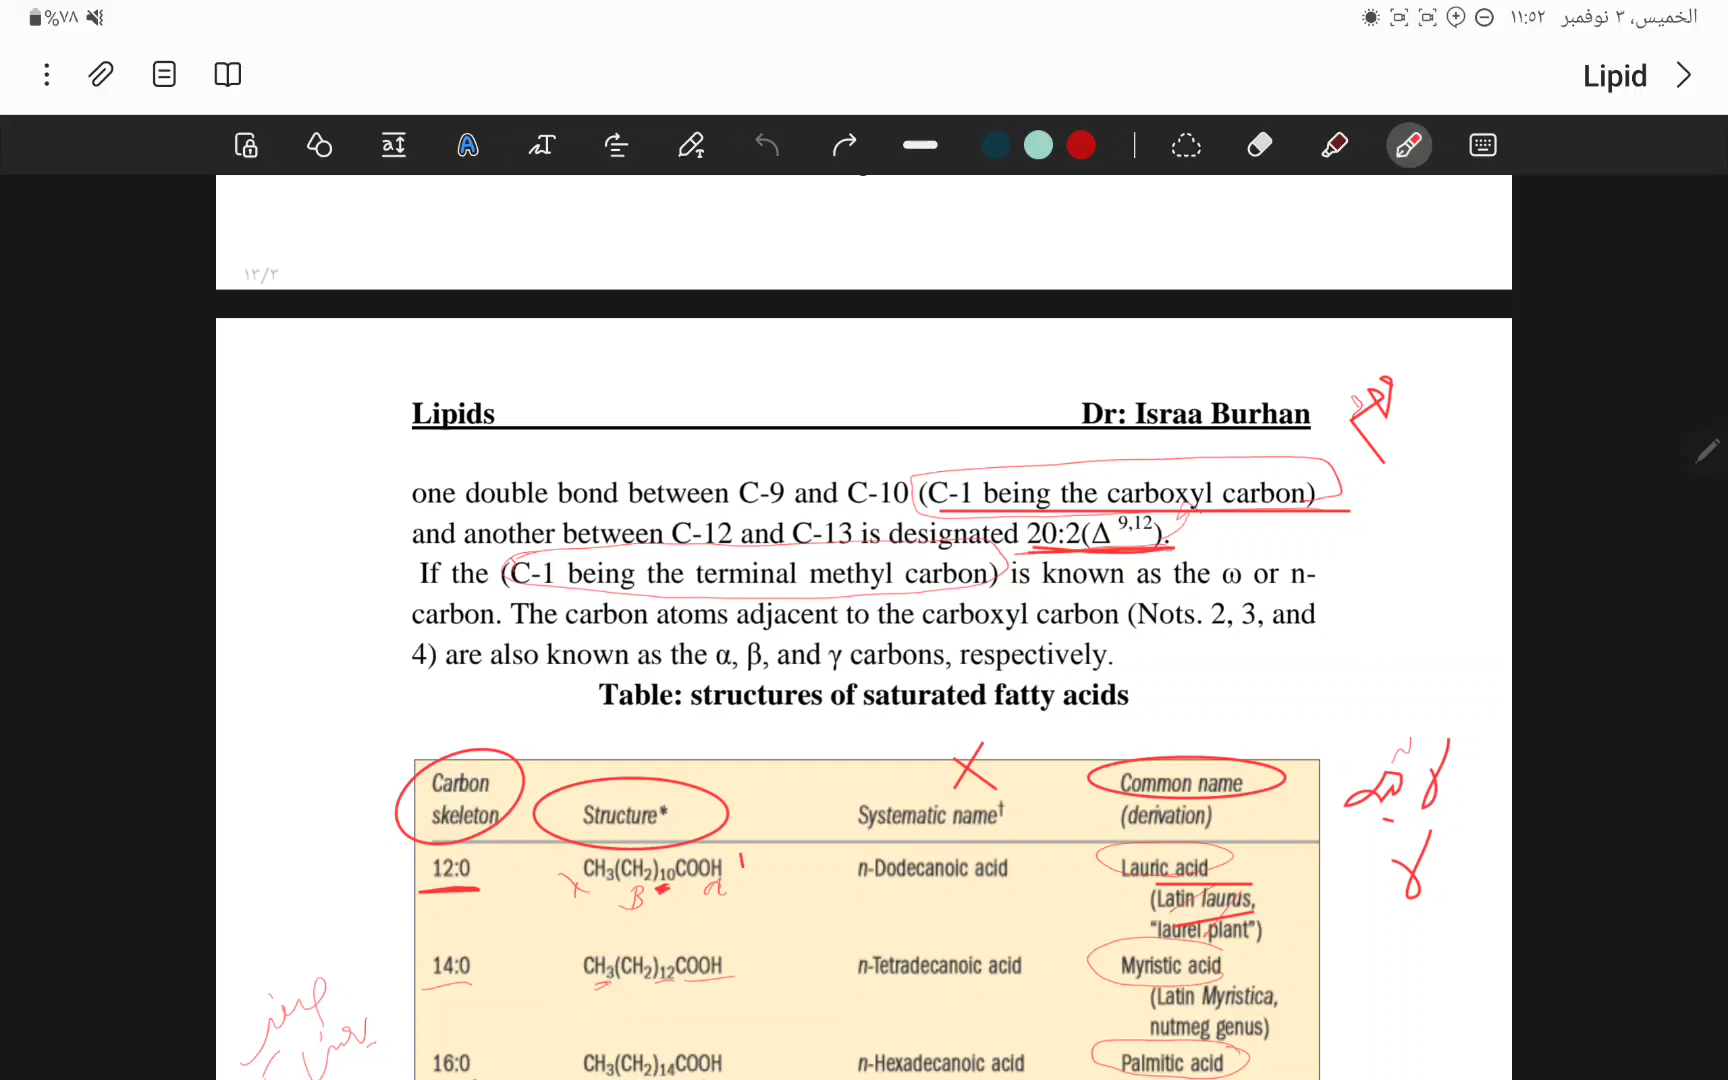 %٧٨
١١:٥٢ الخميس، ٣ نوفمبر
Lipid
١٣/٣
Lipids Dr: Israa Burhan
one double bond between C-9 and C-10 (C-1 being the carboxyl carbon)
and another between C-12 and C-13 is designated 20:2(Δ 9,12).
If the (C-1 being the terminal methyl carbon) is known as the ω or n-
carbon. The carbon atoms adjacent to the carboxyl carbon (Nots. 2, 3, and
4) are also known as the α, β, and γ carbons, respectively.
Table: structures of saturated fatty acids
Carbon skeleton Structure* Systematic name† Common name (derivation)
12:0 CH3(CH2)10COOH n-Dodecanoic acid Lauric acid
(Latin laurus,
"laurel plant")
14:0 CH3(CH2)12COOH n-Tetradecanoic acid Myristic acid
(Latin Myristica,
nutmeg genus)
16:0 CH3(CH2)14COOH n-Hexadecanoic acid Palmitic acid